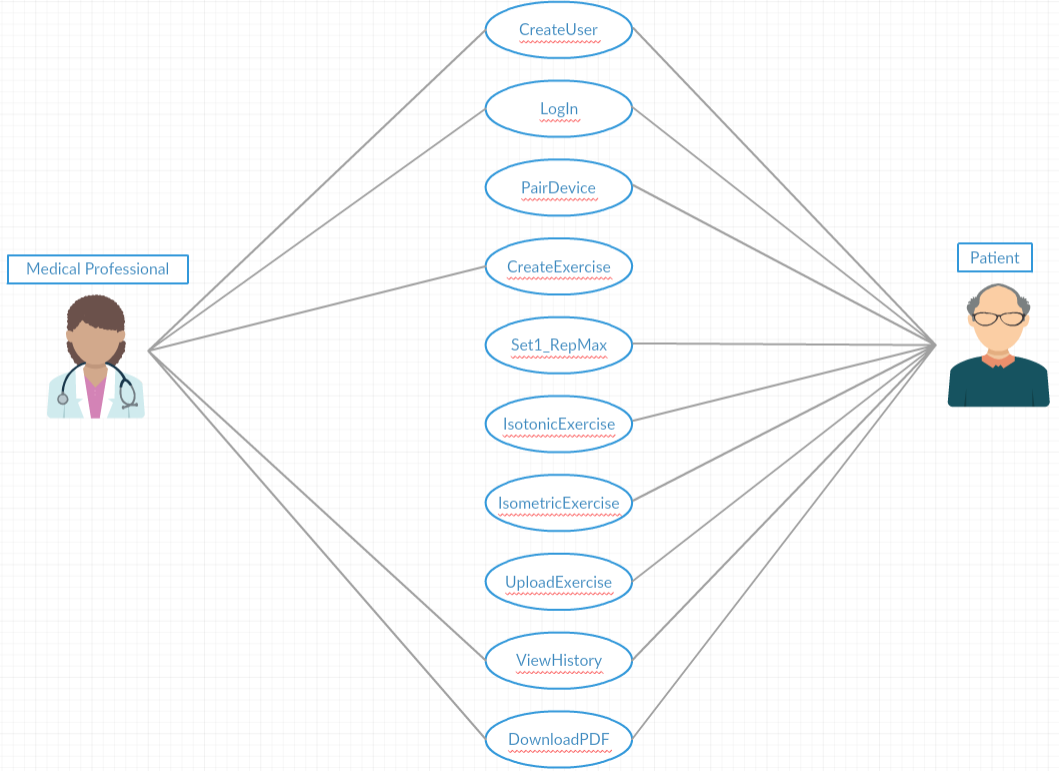 CreateUser
LogIn
PairDevice
Medical Professional
CreateExercise
Patient
Set1_RepMax
IsotonicExercise
IsometricExercise
UploadExercise
ViewHistory
DownloadPDF